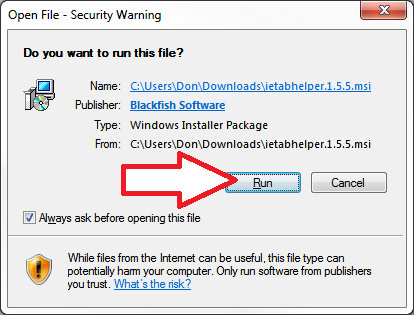 Open File - Security Warning
Do you want to run this file?
Name: C:\Users\Don\Downloads\ietabhelper.1.5.5.msi
Publisher: Blackfish Software
Type: Windows Installer Package
From: C:\Users\Don\Downloads\ietabhelper.1.5.5.msi
Run Cancel
Always ask before opening this file
While files from the Internet can be useful, this file type can
potentially harm your computer. Only run software from publishers
you trust. What's the risk?